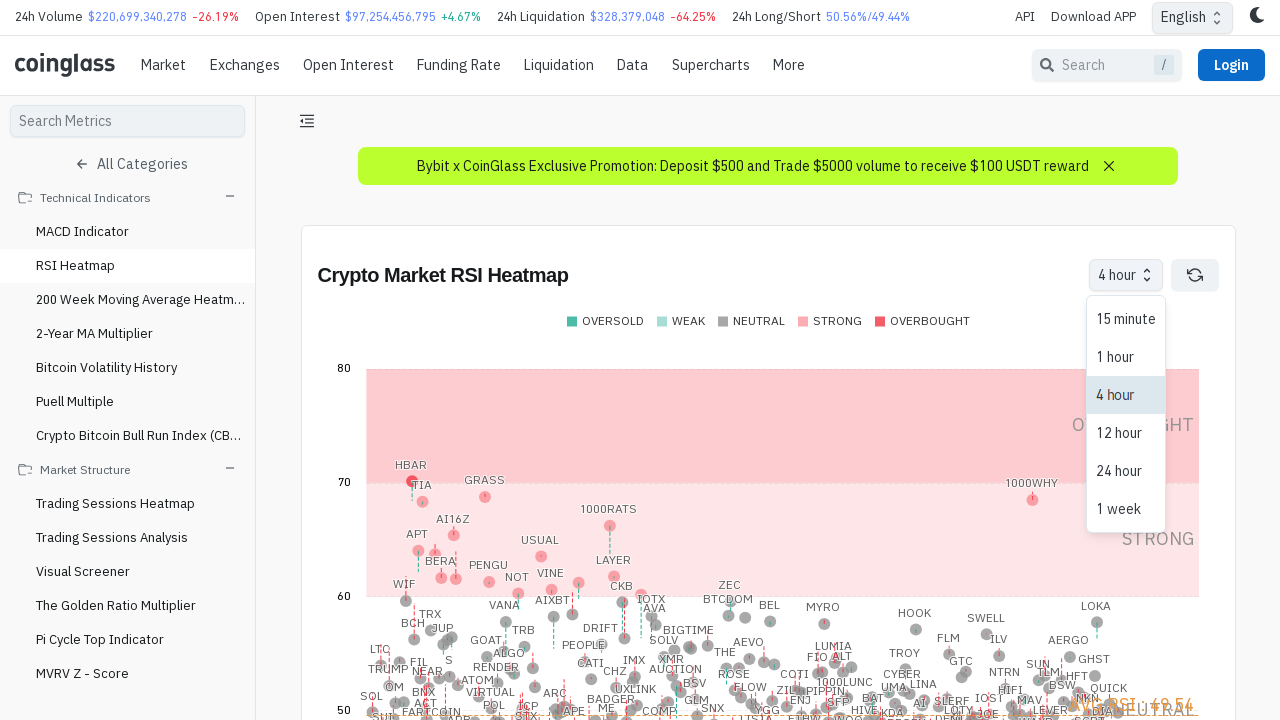 24h Volume $220,699,340,278 -26.19% Open Interest $97,254,456,795 +4.67% 24h Liquidation $328,379,048 -64.25% 24h Long/Short 50.56%/49.44% API Download APP English
coinglass Market Exchanges Open Interest Funding Rate Liquidation Data Supercharts More Search / Login
Search Metrics
All Categories
Technical Indicators
MACD Indicator
RSI Heatmap
200 Week Moving Average Heatm...
2-Year MA Multiplier
Bitcoin Volatility History
Puell Multiple
Crypto Bitcoin Bull Run Index (CB...
Market Structure
Trading Sessions Heatmap
Trading Sessions Analysis
Visual Screener
The Golden Ratio Multiplier
Pi Cycle Top Indicator
MVRV Z - Score
Bybit x CoinGlass Exclusive Promotion: Deposit $500 and Trade $5000 volume to receive $100 USDT reward
Crypto Market RSI Heatmap
4 hour
15 minute
1 hour
4 hour
12 hour
24 hour
1 week
OVERSOLD WEAK NEUTRAL STRONG OVERBOUGHT
80
70
60
50
STRONG
NEUTRAL
AVG RSI: 49.54
HBAR
TIA
GRASS
1000WHY
1000RATS
AI16Z
APT
BERA
USUAL
PENGU
NOT
VINE
LAYER
WIF
CKB
IOTX
ZEC
BTCDOM
VANA
AIXBT
AVA
BEL
MYRO
HOOK
LOKA
TRX
BCH
JUP
TRB
DRIFT
BIGTIME
SOLV
SWELL
FLM
ILV
AERGO
LTC
GOAT
PEOPLE
AEVO
LUMIA
ALGO
THE
FIO
ALT
TROY
GTC
GHST
FIL
S
CATI
IMX
XMR
SUN
TRUMP
NEAR
RENDER
CHZ
AUCTION
ROSE
COTI
CYBER
NTRN
TLM
HFT
OM
ATOM
BSV
1000LUNC
UMA
LINA
BSW
QUICK
SOL
BNX
VIRTUAL
ARC
UXLINK
FLOW
ZIL
PIPPIN
HIFI
ACT
POL
BADGER
GLM
ENJ
BAT
SLERF
IOST
MAV
FARTCOIN
APE
ME
SNX
HIVE
LEVER